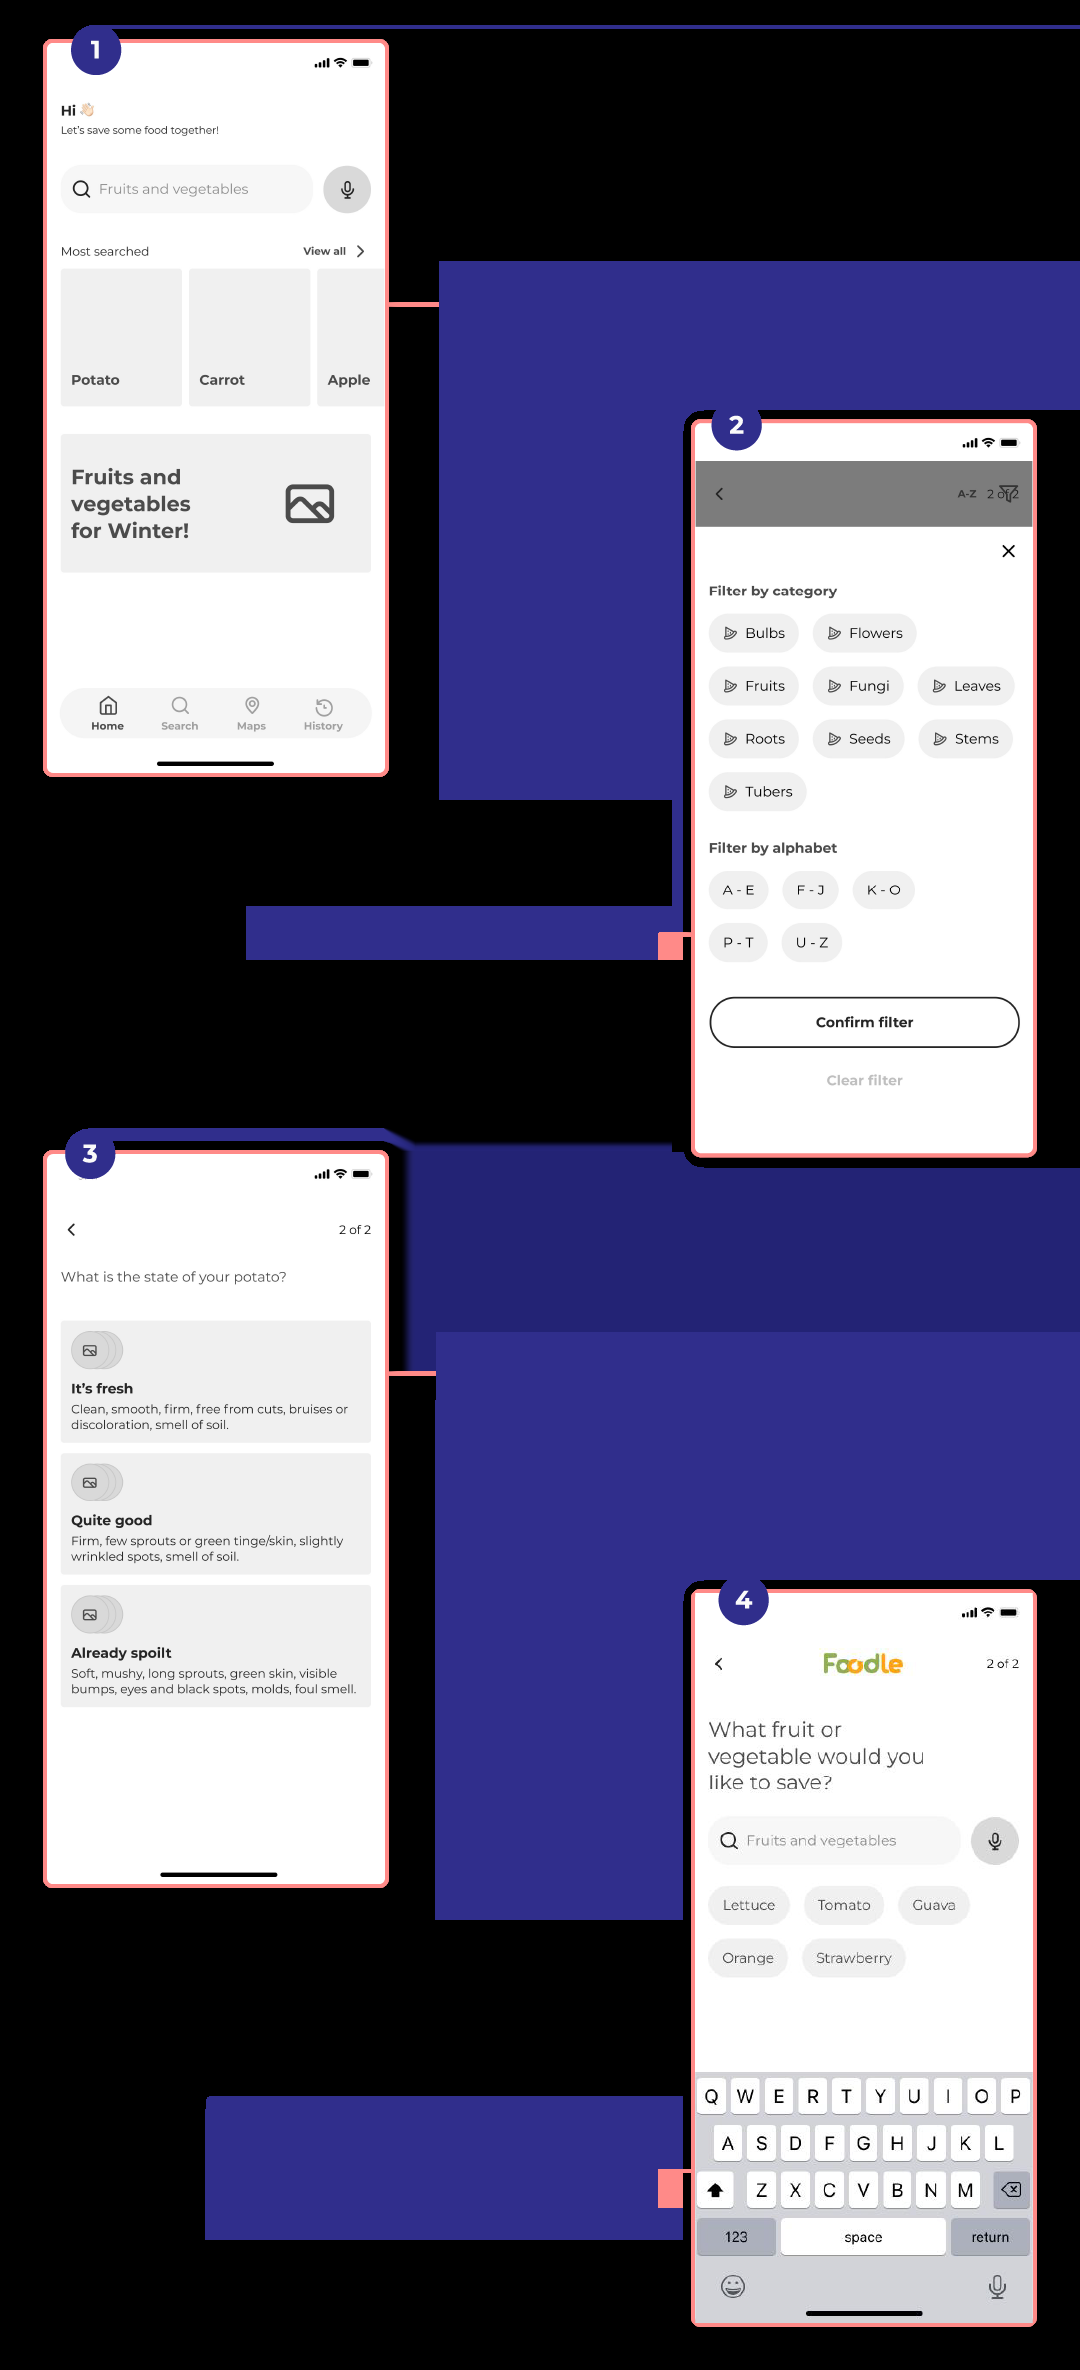 1
Hi 👋🏻
Let's save some food together!
Fruits and vegetables
Most searched
View all
Potato
Carrot
Apple
Fruits and
vegetables
for Winter!
Home
Search
Maps
History
2
A-Z
2 of 2
Filter by category
Bulbs
Flowers
Fruits
Fungi
Leaves
Roots
Seeds
Stems
Tubers
Filter by alphabet
A - E
F - J
K - O
P - T
U - Z
Confirm filter
Clear filter
3
2 of 2
What is the state of your potato?
It's fresh
Clean, smooth, firm, free from cuts, bruises or
discoloration, smell of soil.
Quite good
Firm, few sprouts or green tinge/skin, slightly
wrinkled spots, smell of soil.
Already spoilt
Soft, mushy, long sprouts, green skin, visible
bumps, eyes and black spots, molds, foul smell.
4
Foodle
2 of 2
What fruit or
vegetable would you
like to save?
Fruits and vegetables
Lettuce
Tomato
Guava
Orange
Strawberry
Q W E R T Y U I O P
A S D F G H J K L
Z X C V B N M
123
space
return